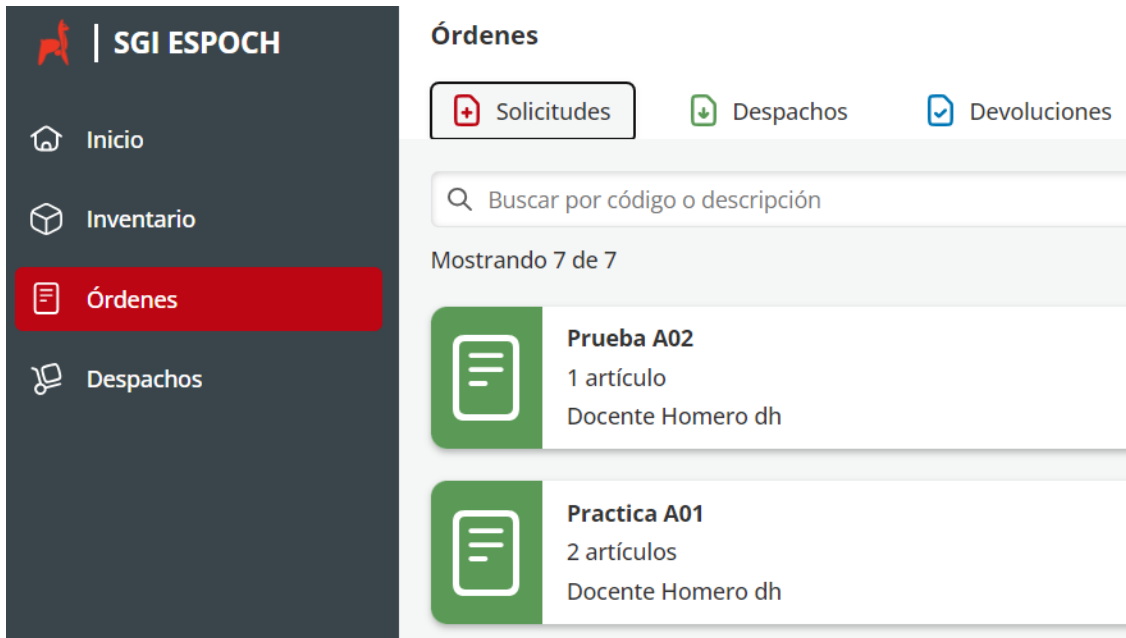 SGI ESPOCH
Inicio
Inventario
Órdenes
Despachos
Órdenes
Solicitudes
Despachos
Devoluciones
Buscar por código o descripción
Mostrando 7 de 7
Prueba A02
1 artículo
Docente Homero dh
Practica A01
2 artículos
Docente Homero dh